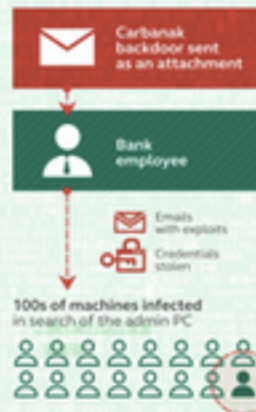 Carbanak
backdoor sent
as an attachment
Bank
employee
Emails
with exploits
Credentials
stolen
100s of machines infected
in search of the admin PC